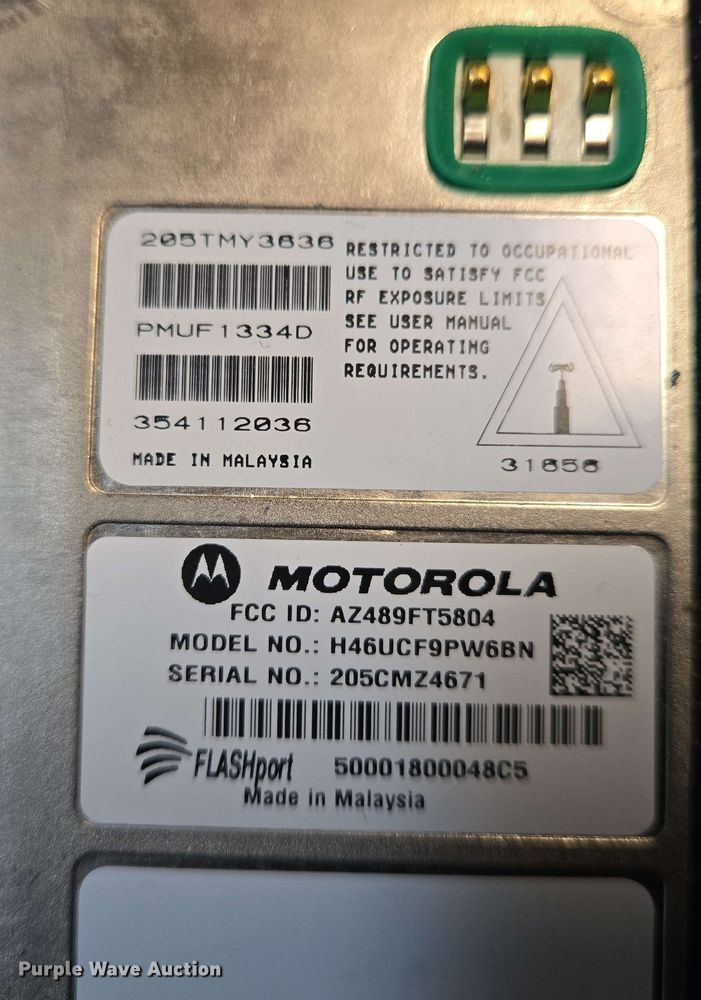 205TMY3636
RESTRICTED TO OCCUPATIONAL
USE TO SATISFY FCC
RF EXPOSURE LIMITS
SEE USER MANUAL
FOR OPERATING
REQUIREMENTS.
PMUF1334D
354112036
MADE IN MALAYSIA
31656
MOTOROLA
FCC ID: AZ489FT5804
MODEL NO.: H46UCF9PW6BN
SERIAL NO.: 205CMZ4671
FLASHport
50001800048C5
Made in Malaysia
Purple Wave Auction